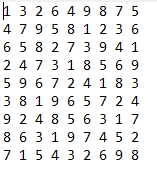 1 3 2 6 4 9 8 7 5
4 7 9 5 8 1 2 3 6
6 5 8 2 7 3 9 4 1
2 4 7 3 1 8 5 6 9
5 9 6 7 2 4 1 8 3
3 8 1 9 6 5 7 2 4
9 2 4 8 5 6 3 1 7
8 6 3 1 9 7 4 5 2
7 1 5 4 3 2 6 9 8